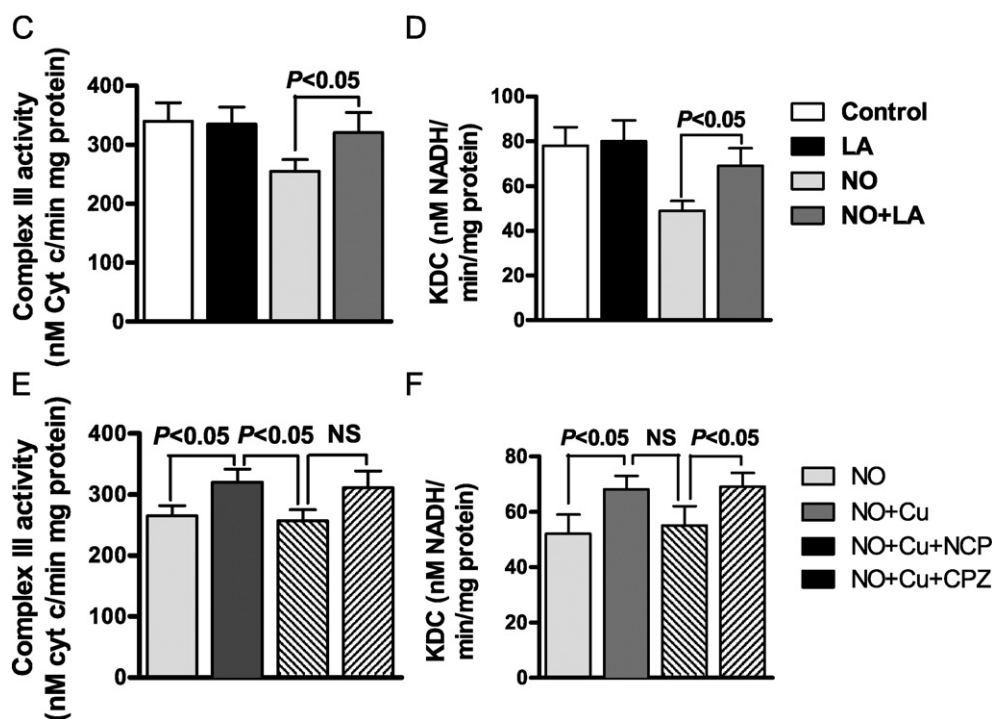 C
Complex III activity
(nM Cyt c/min mg protein)
400
300
200
100
0
P<0.05
D
KDC (nM NADH/
min/mg protein)
100
80
60
40
20
0
P<0.05
Control
LA
NO
NO+LA
E
Complex III activity
(nM cyt c/min mg protein)
400
300
200
100
0
P<0.05 P<0.05 NS
F
KDC (nM NADH/
min/mg protein)
80
60
40
20
0
P<0.05 NS P<0.05
NO
NO+Cu
NO+Cu+NCP
NO+Cu+CPZ